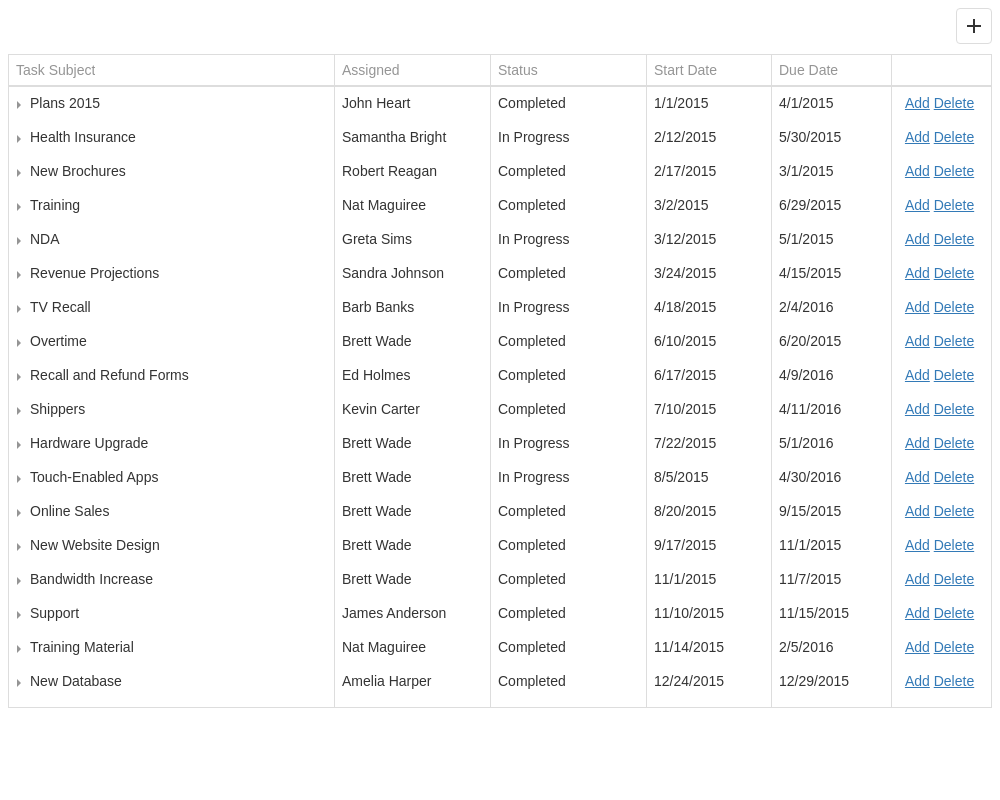 Task Subject Assigned Status Start Date Due Date
Plans 2015 John Heart Completed 1/1/2015 4/1/2015 Add Delete
Health Insurance Samantha Bright In Progress 2/12/2015 5/30/2015 Add Delete
New Brochures Robert Reagan Completed 2/17/2015 3/1/2015 Add Delete
Training Nat Maguiree Completed 3/2/2015 6/29/2015 Add Delete
NDA Greta Sims In Progress 3/12/2015 5/1/2015 Add Delete
Revenue Projections Sandra Johnson Completed 3/24/2015 4/15/2015 Add Delete
TV Recall Barb Banks In Progress 4/18/2015 2/4/2016 Add Delete
Overtime Brett Wade Completed 6/10/2015 6/20/2015 Add Delete
Recall and Refund Forms Ed Holmes Completed 6/17/2015 4/9/2016 Add Delete
Shippers Kevin Carter Completed 7/10/2015 4/11/2016 Add Delete
Hardware Upgrade Brett Wade In Progress 7/22/2015 5/1/2016 Add Delete
Touch-Enabled Apps Brett Wade In Progress 8/5/2015 4/30/2016 Add Delete
Online Sales Brett Wade Completed 8/20/2015 9/15/2015 Add Delete
New Website Design Brett Wade Completed 9/17/2015 11/1/2015 Add Delete
Bandwidth Increase Brett Wade Completed 11/1/2015 11/7/2015 Add Delete
Support James Anderson Completed 11/10/2015 11/15/2015 Add Delete
Training Material Nat Maguiree Completed 11/14/2015 2/5/2016 Add Delete
New Database Amelia Harper Completed 12/24/2015 12/29/2015 Add Delete